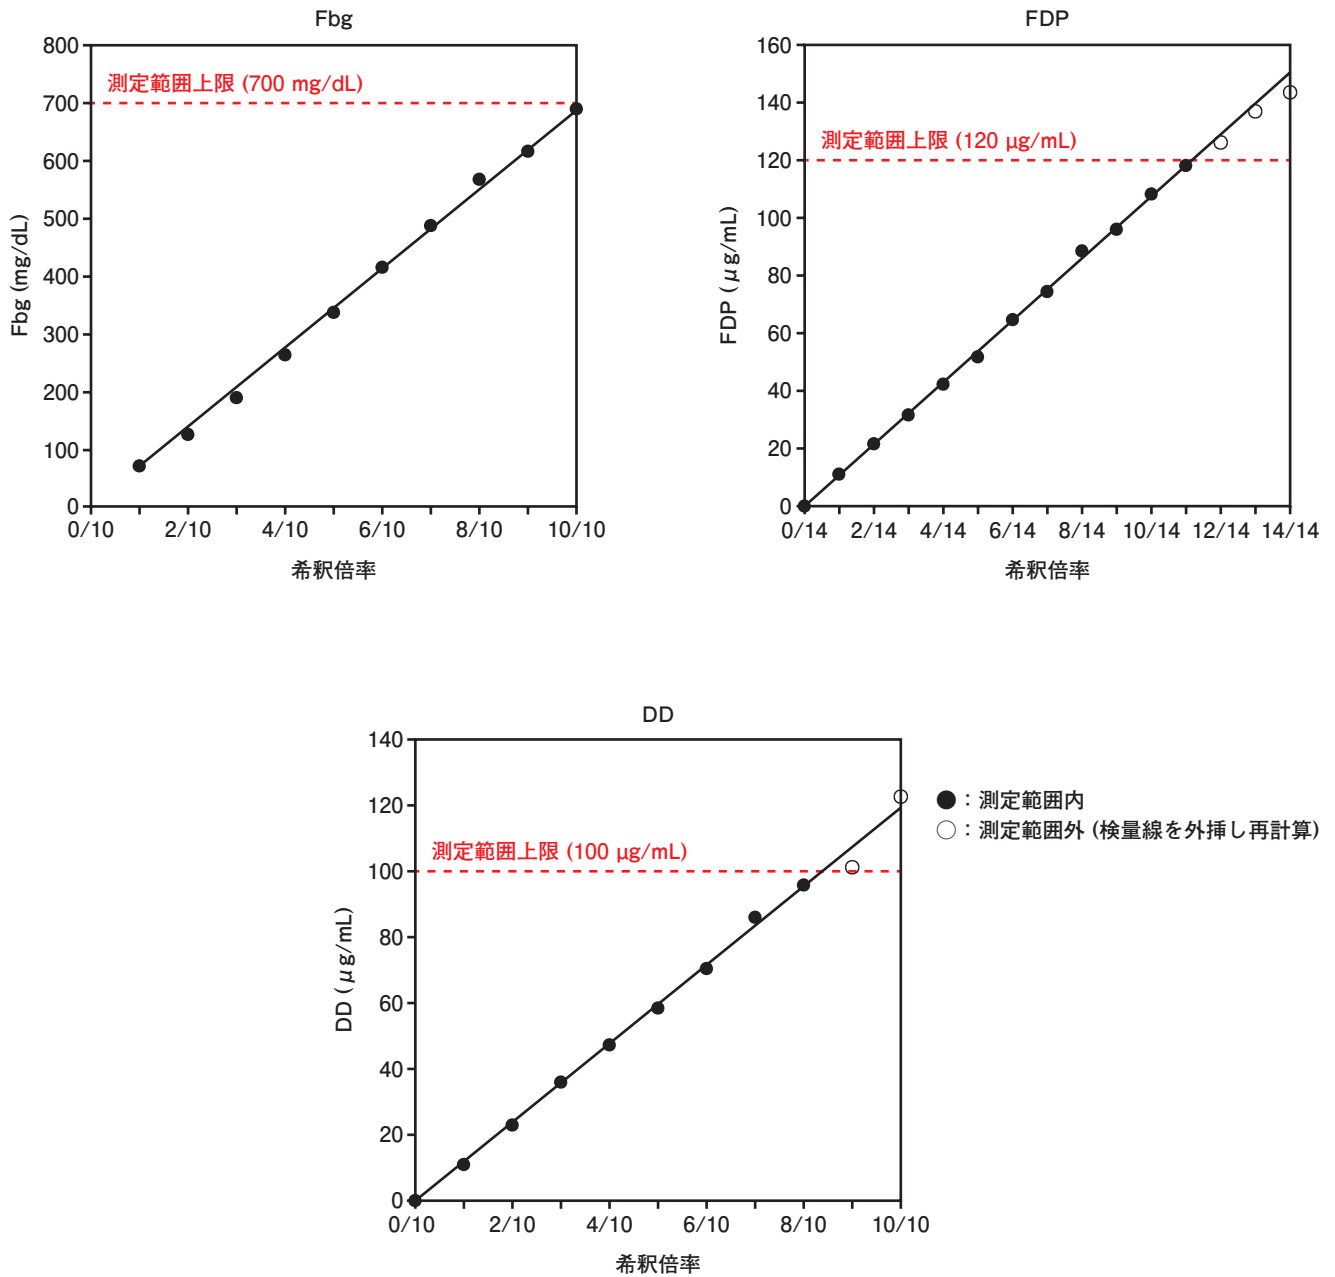 Fbg
800
700
600
500
400
300
200
100
0
測定範囲上限 (700 mg/dL)
Fbg (mg/dL)
0/10 2/10 4/10 6/10 8/10 10/10
希釈倍率
FDP
160
140
120
100
80
60
40
20
0
測定範囲上限 (120 μg/mL)
FDP (μg/mL)
0/14 2/14 4/14 6/14 8/14 10/14 12/14 14/14
希釈倍率
DD
140
120
100
80
60
40
20
0
測定範囲上限 (100 μg/mL)
DD (μg/mL)
0/10 2/10 4/10 6/10 8/10 10/10
希釈倍率
●：測定範囲内
○：測定範囲外 (検量線を外挿し再計算)